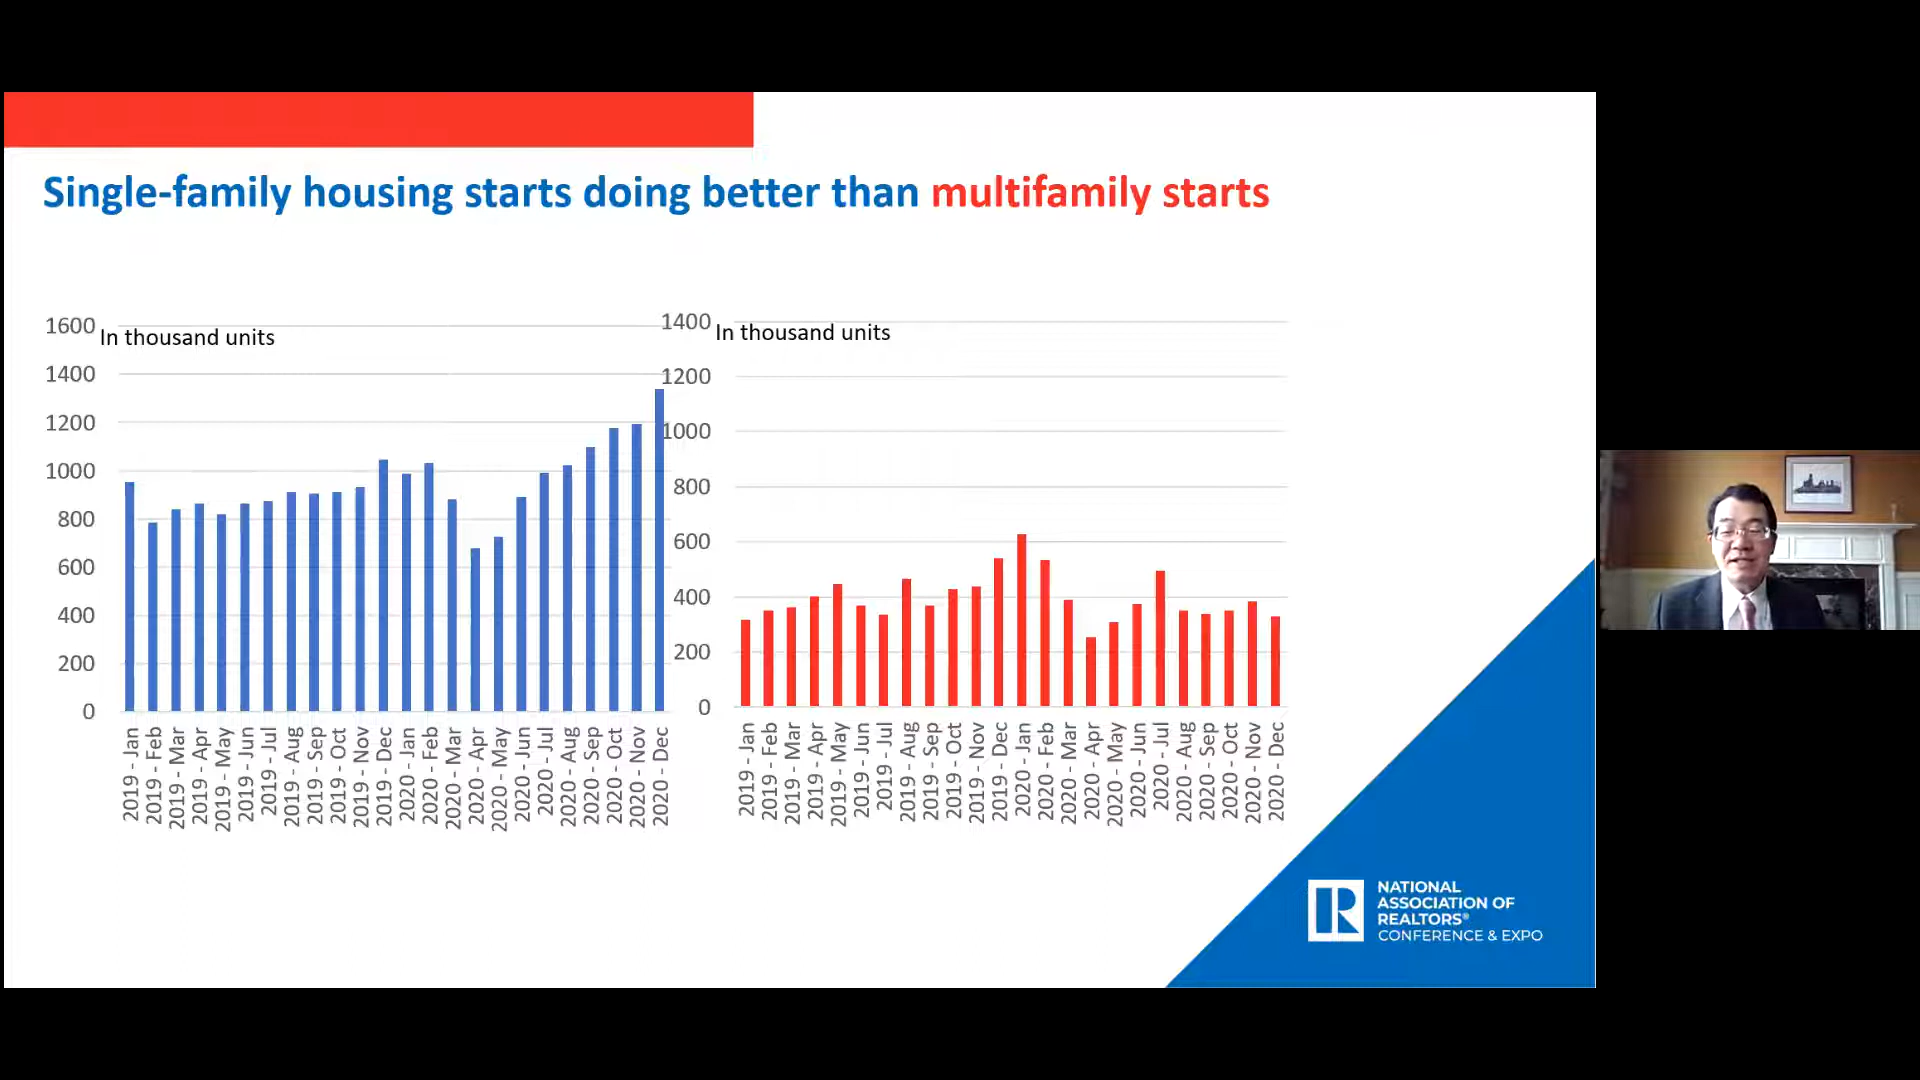 Single-family housing starts doing better than multifamily starts
In thousand units
1600
1400
1200
1000
800
600
400
200
0
2019 - Jan
2019 - Feb
2019 - Mar
2019 - Apr
2019 - May
2019 - Jun
2019 - Jul
2019 - Aug
2019 - Sep
2019 - Oct
2019 - Nov
2019 - Dec
2020 - Jan
2020 - Feb
2020 - Mar
2020 - Apr
2020 - May
2020 - Jun
2020 - Jul
2020 - Aug
2020 - Sep
2020 - Oct
2020 - Nov
2020 - Dec
In thousand units
1400
1200
1000
800
600
400
200
0
2019 - Jan
2019 - Feb
2019 - Mar
2019 - Apr
2019 - May
2019 - Jun
2019 - Jul
2019 - Aug
2019 - Sep
2019 - Oct
2019 - Nov
2019 - Dec
2020 - Jan
2020 - Feb
2020 - Mar
2020 - Apr
2020 - May
2020 - Jun
2020 - Jul
2020 - Aug
2020 - Sep
2020 - Oct
2020 - Nov
2020 - Dec
R
NATIONAL
ASSOCIATION OF
REALTORS®
CONFERENCE & EXPO